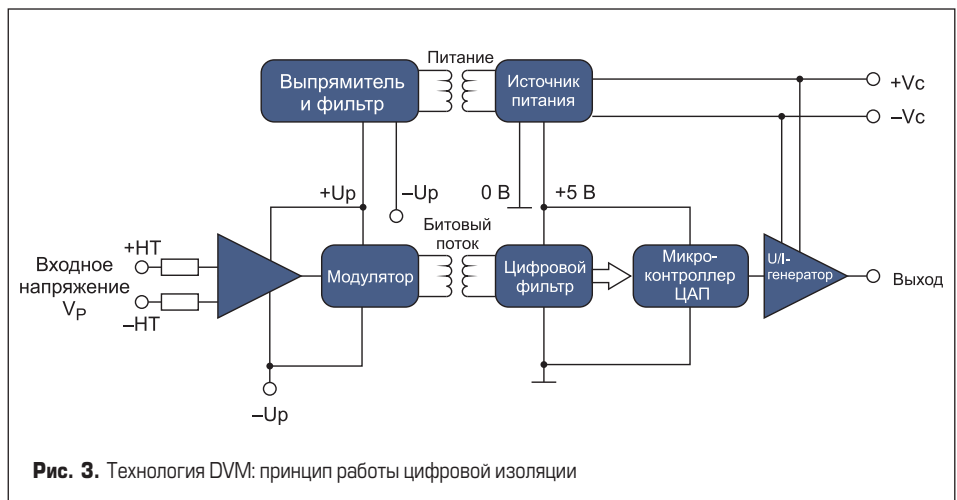 Питание
Выпрямитель
и фильтр
Источник
питания
+Vc
–Vc
+Up
–Up
0 В
+5 В
Битовый
поток
Входное
напряжение
VP
+HT
–HT
Модулятор
Цифровой
фильтр
Микро-
контроллер
ЦАП
U/I-
генератор
Выход
–Up
Рис. 3. Технология DVM: принцип работы цифровой изоляции